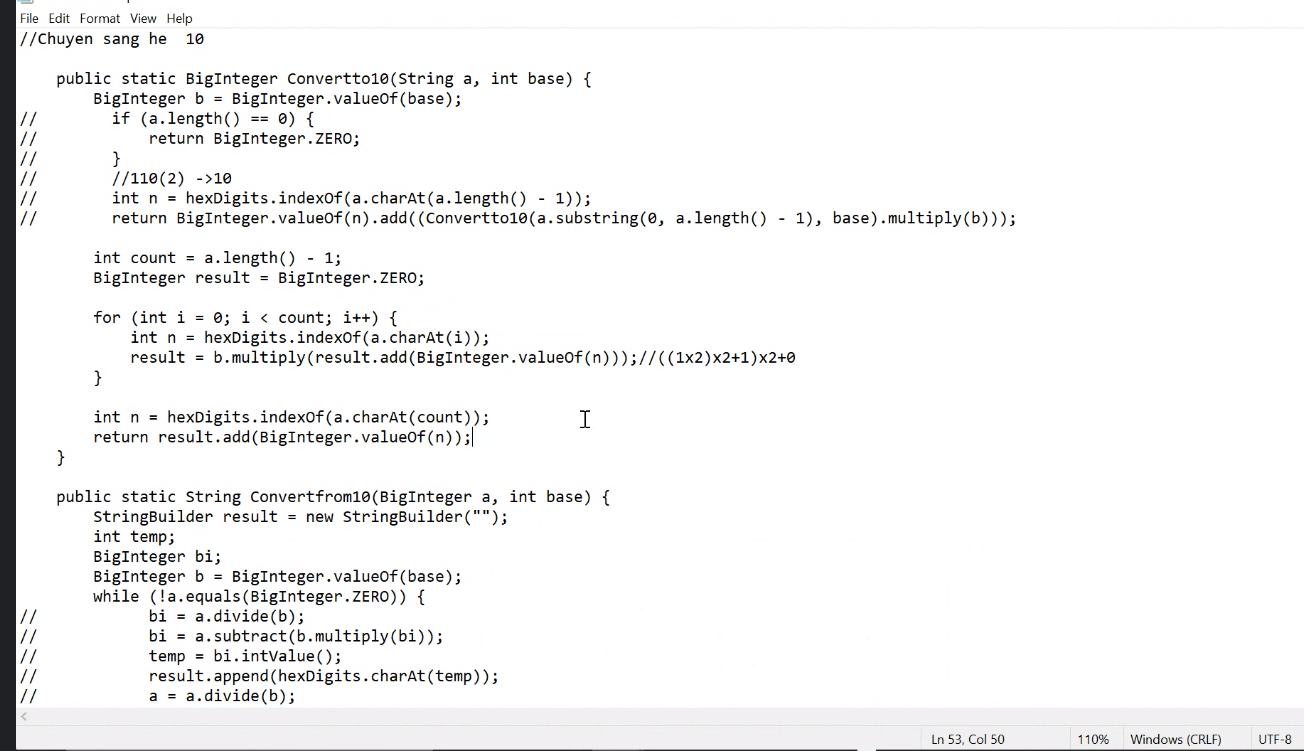 File Edit Format View Help
//Chuyen sang he  10
    public static BigInteger Convertto10(String a, int base) {
        BigInteger b = BigInteger.valueOf(base);
//        if (a.length() == 0) {
//            return BigInteger.ZERO;
//        }
//        //110(2) ->10
//        int n = hexDigits.indexOf(a.charAt(a.length() - 1));
//        return BigInteger.valueOf(n).add((Convertto10(a.substring(0, a.length() - 1), base).multiply(b)));
        int count = a.length() - 1;
        BigInteger result = BigInteger.ZERO;
        for (int i = 0; i < count; i++) {
            int n = hexDigits.indexOf(a.charAt(i));
            result = b.multiply(result.add(BigInteger.valueOf(n)));//((1x2)x2+1)x2+0
        }
        int n = hexDigits.indexOf(a.charAt(count));
        return result.add(BigInteger.valueOf(n));
    }
    public static String Convertfrom10(BigInteger a, int base) {
        StringBuilder result = new StringBuilder("");
        int temp;
        BigInteger bi;
        BigInteger b = BigInteger.valueOf(base);
        while (!a.equals(BigInteger.ZERO)) {
//            bi = a.divide(b);
//            bi = a.subtract(b.multiply(bi));
//            temp = bi.intValue();
//            result.append(hexDigits.charAt(temp));
//            a = a.divide(b);
Ln 53, Col 50 110% Windows (CRLF) UTF-8